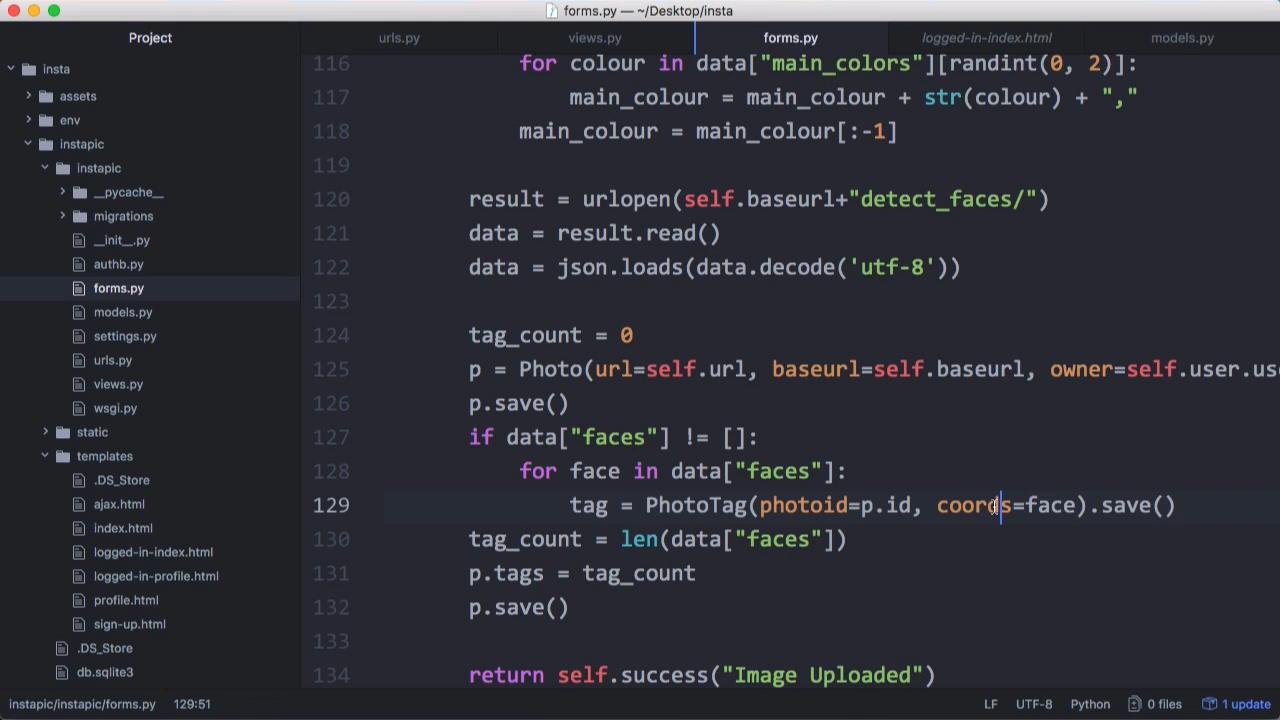 forms.py — ~/Desktop/insta
Project
urls.py
views.py
forms.py
logged-in-index.html
models.py
insta
assets
env
instapic
instapic
__pycache__
migrations
__init__.py
authb.py
forms.py
models.py
settings.py
urls.py
views.py
wsgi.py
static
templates
.DS_Store
ajax.html
index.html
logged-in-index.html
logged-in-profile.html
profile.html
sign-up.html
.DS_Store
db.sqlite3
116 for colour in data["main_colors"][randint(0, 2)]:
117 main_colour = main_colour + str(colour) + ","
118 main_colour = main_colour[:-1]
119
120 result = urlopen(self.baseurl+"detect_faces/")
121 data = result.read()
122 data = json.loads(data.decode('utf-8'))
123
124 tag_count = 0
125 p = Photo(url=self.url, baseurl=self.baseurl, owner=self.user.us
126 p.save()
127 if data["faces"] != []:
128 for face in data["faces"]:
129 tag = PhotoTag(photoid=p.id, coords=face).save()
130 tag_count = len(data["faces"])
131 p.tags = tag_count
132 p.save()
133
134 return self.success("Image Uploaded")
instapic/instapic/forms.py 129:51 LF UTF-8 Python 0 files 1 update